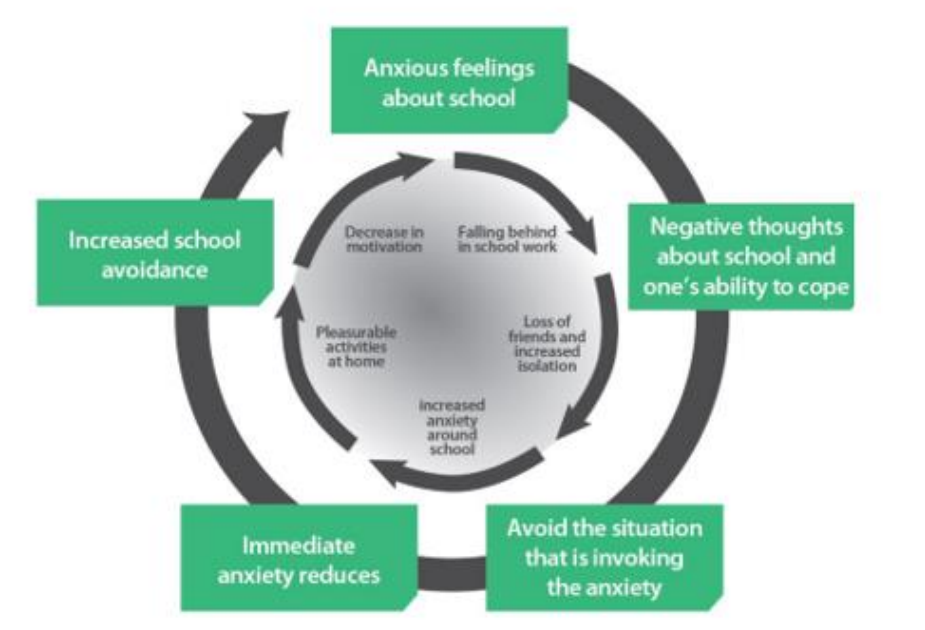 Anxious feelings
about school
Negative thoughts
about school and
one's ability to cope
Avoid the situation
that is invoking
the anxiety
Immediate
anxiety reduces
Increased school
avoidance
Falling behind
in school work
Loss of
friends and
increased
isolation
increased
anxiety
around
school
Pleasurable
activities
at home
Decrease in
motivation